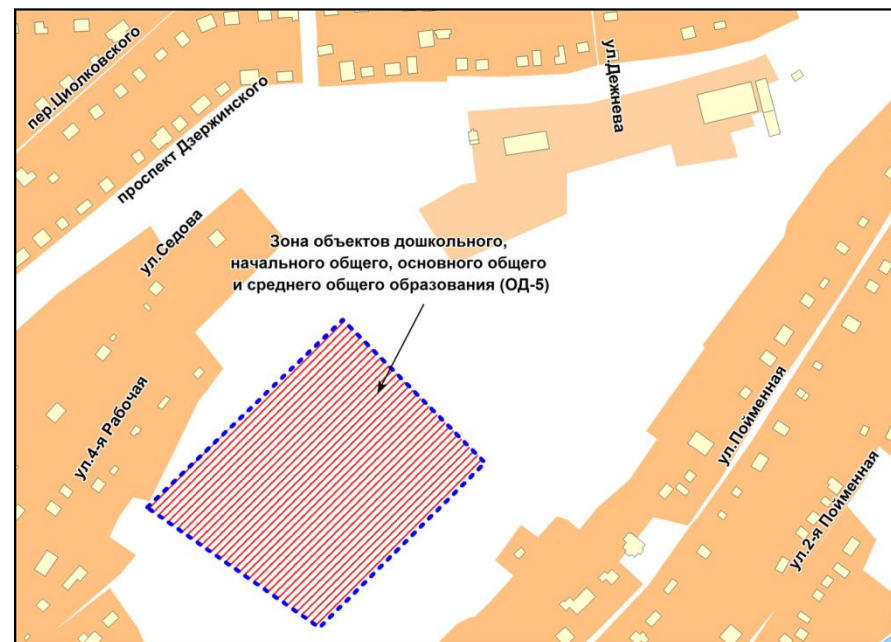 пер.Циолковского
проспект Дзержинского
ул.Дежнева
ул.Седова
Зона объектов дошкольного,
начального общего, основного общего
и среднего общего образования (ОД-5)
ул.4-я Рабочая
ул.Пойменная
ул.2-я Пойменная